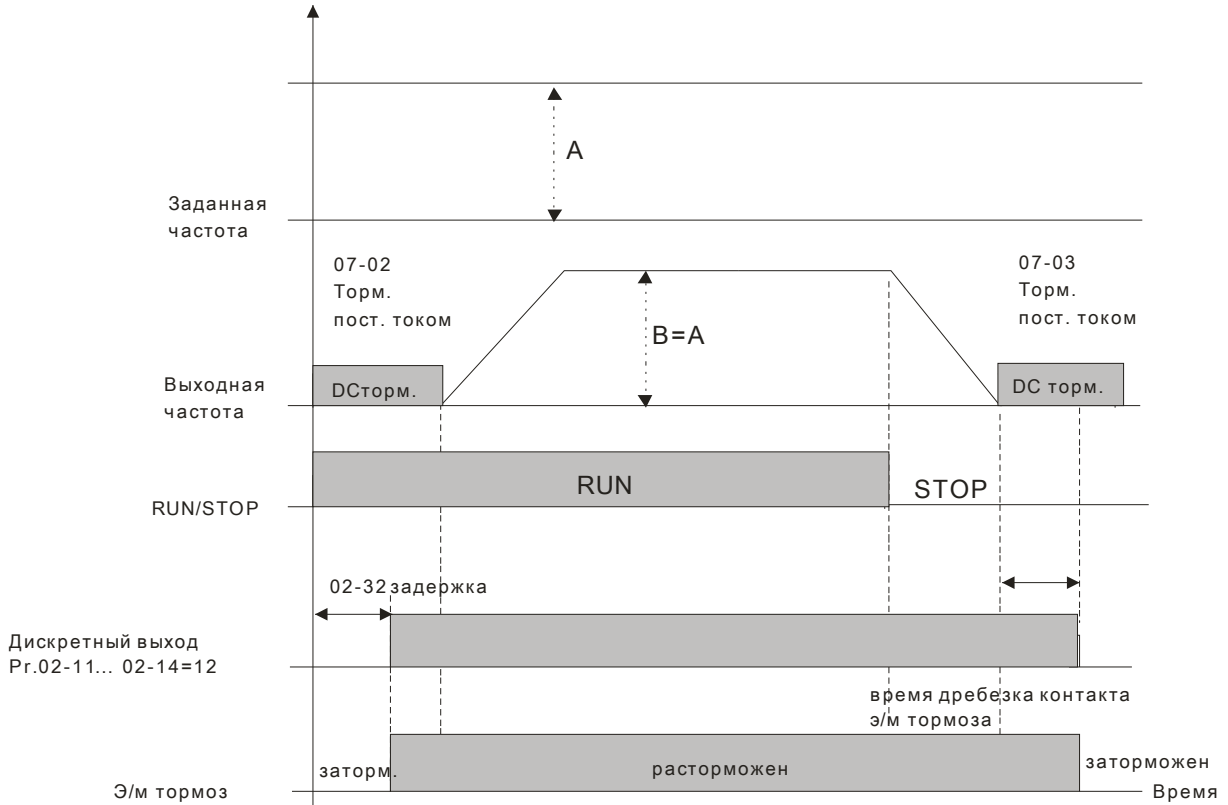 A
Заданная
частота
07-02
Торм.
пост. током
07-03
Торм.
пост. током
B=A
Выходная
частота
DCторм.
DC торм.
RUN
STOP
RUN/STOP
02-32 задержка
Дискретный выход
Pr.02-11... 02-14=12
время дребезка контакта
э/м тормоза
заторм.
расторможен
заторможен
Э/м тормоз
Время